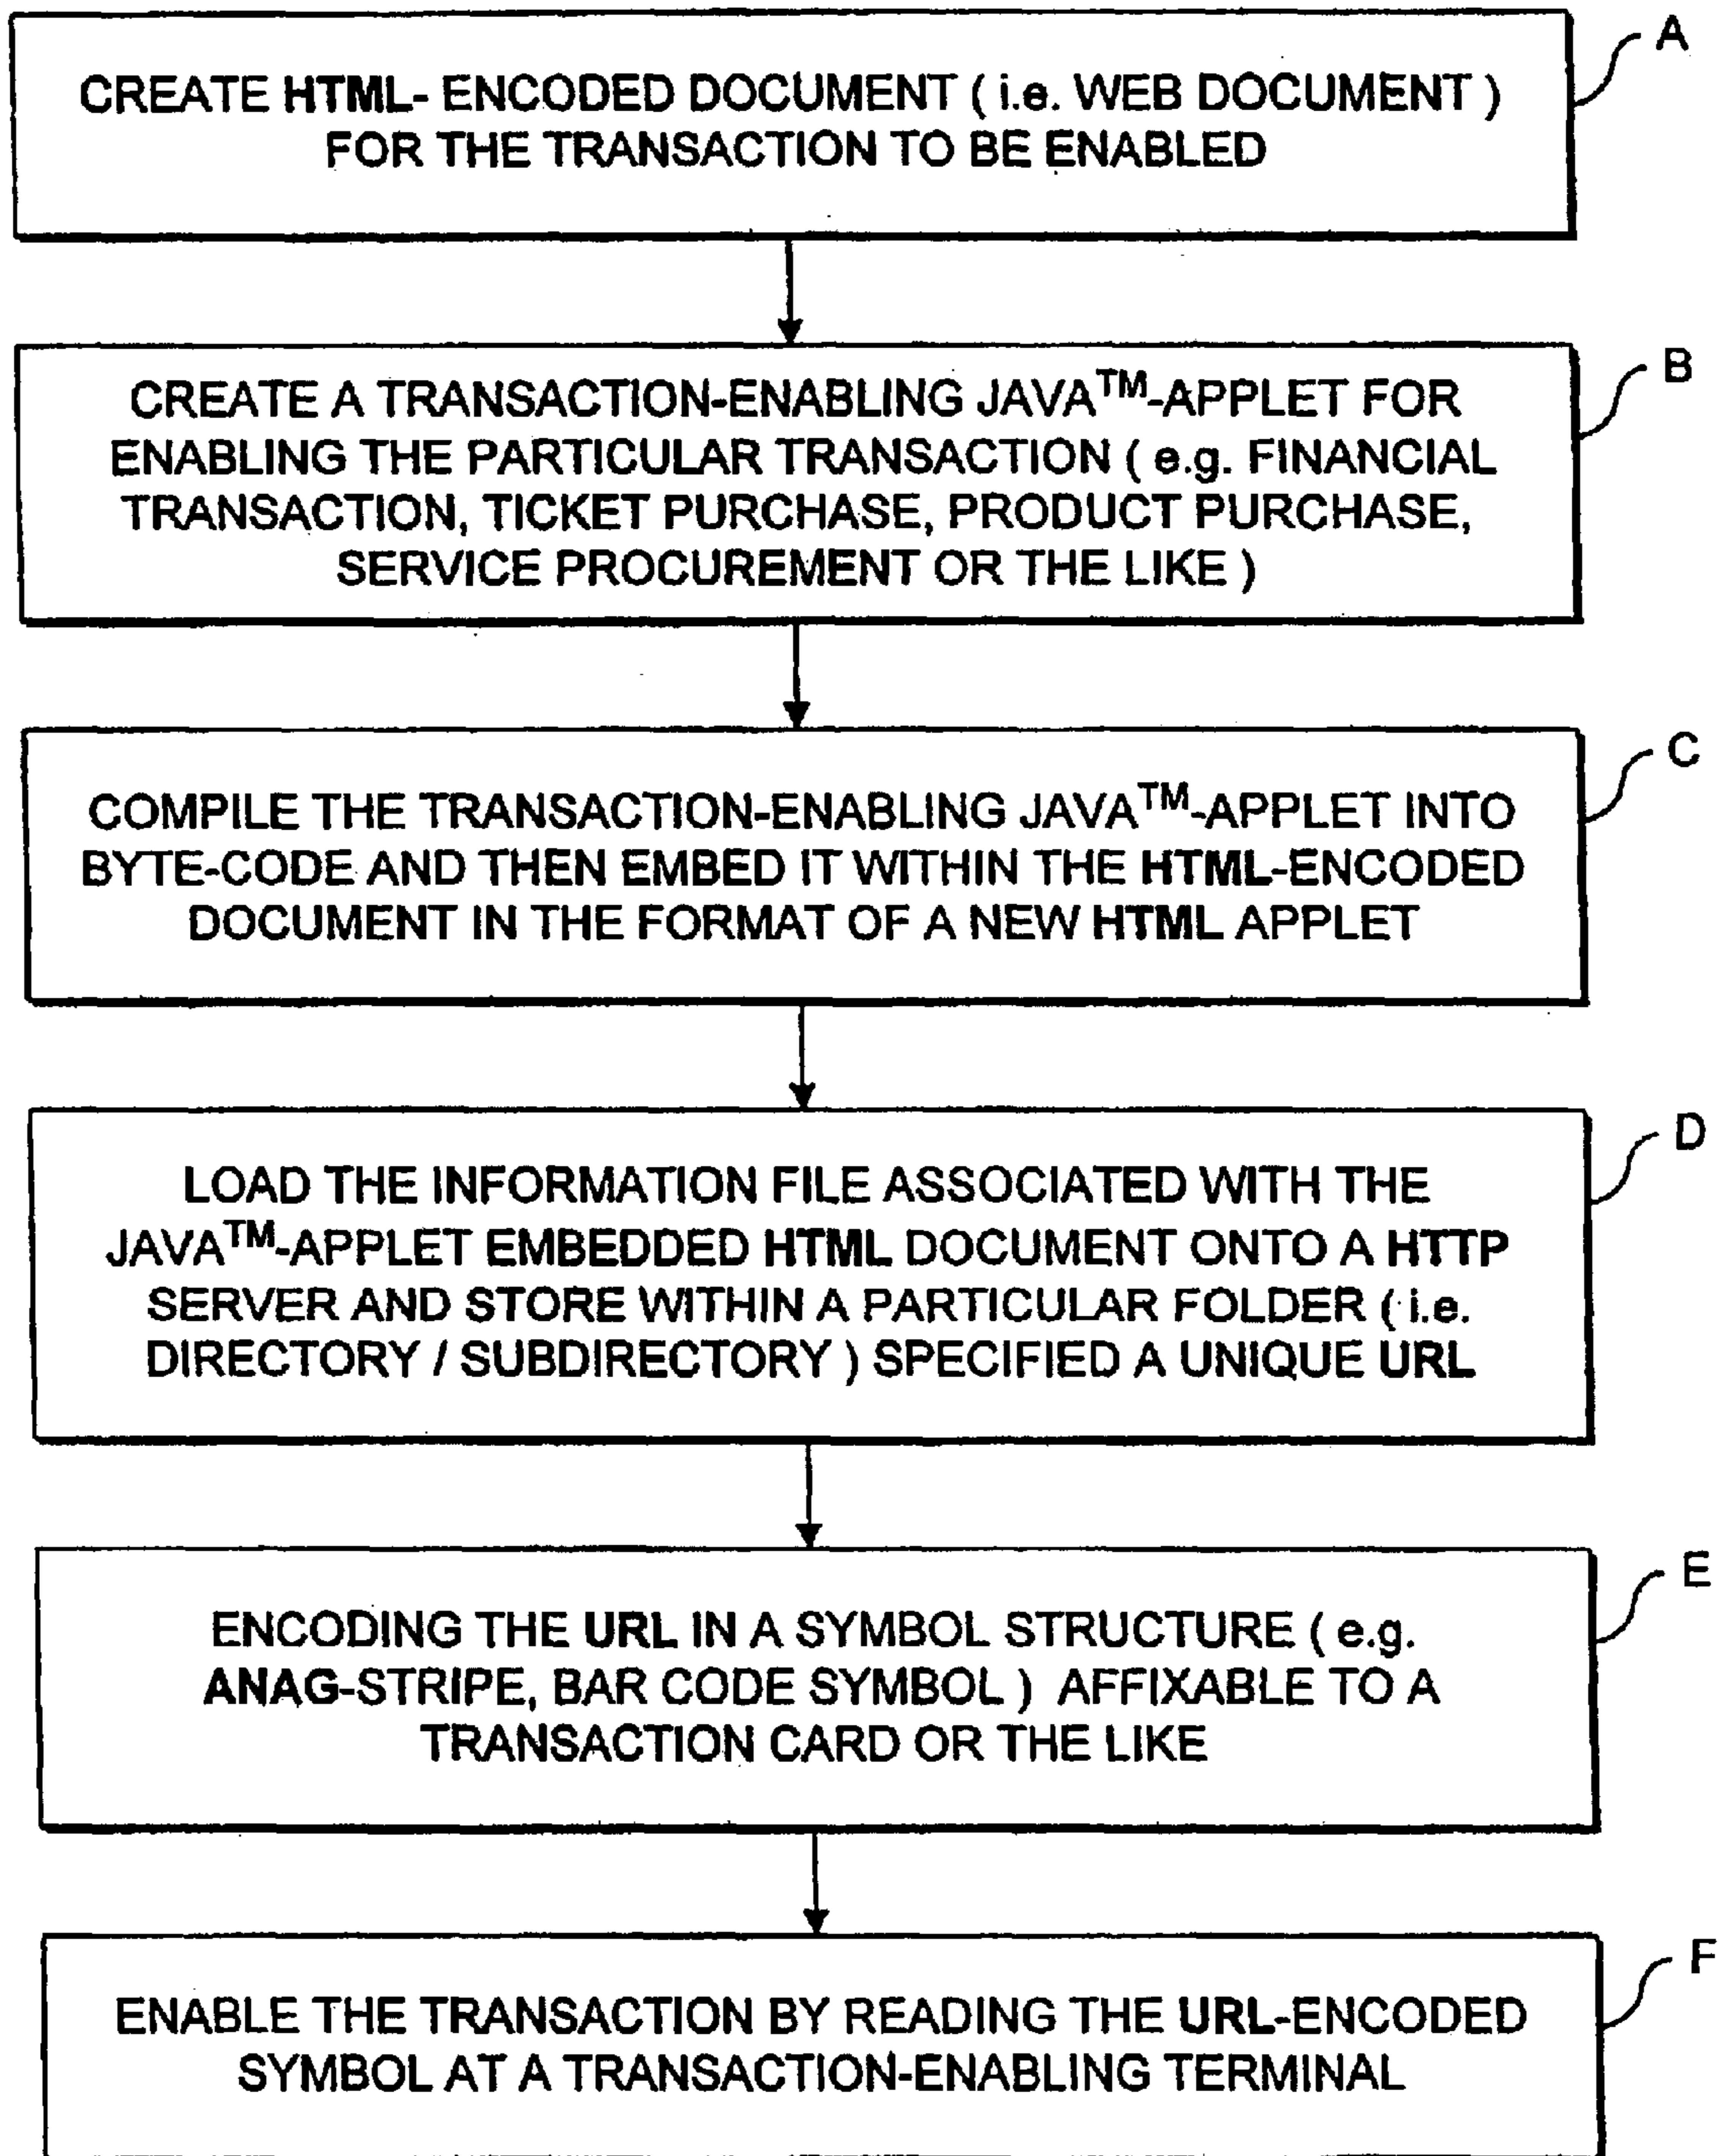 CREATE HTML- ENCODED DOCUMENT ( i.e. WEB DOCUMENT )
FOR THE TRANSACTION TO BE ENABLED
A
CREATE A TRANSACTION-ENABLING JAVA™-APPLET FOR
ENABLING THE PARTICULAR TRANSACTION ( e.g. FINANCIAL
TRANSACTION, TICKET PURCHASE, PRODUCT PURCHASE,
SERVICE PROCUREMENT OR THE LIKE )
B
COMPILE THE TRANSACTION-ENABLING JAVA™-APPLET INTO
BYTE-CODE AND THEN EMBED IT WITHIN THE HTML-ENCODED
DOCUMENT IN THE FORMAT OF A NEW HTML APPLET
C
LOAD THE INFORMATION FILE ASSOCIATED WITH THE
JAVA™-APPLET EMBEDDED HTML DOCUMENT ONTO A HTTP
SERVER AND STORE WITHIN A PARTICULAR FOLDER ( i.e.
DIRECTORY / SUBDIRECTORY ) SPECIFIED A UNIQUE URL
D
ENCODING THE URL IN A SYMBOL STRUCTURE ( e.g.
ANAG-STRIPE, BAR CODE SYMBOL ) AFFIXABLE TO A
TRANSACTION CARD OR THE LIKE
E
ENABLE THE TRANSACTION BY READING THE URL-ENCODED
SYMBOL AT A TRANSACTION-ENABLING TERMINAL
F